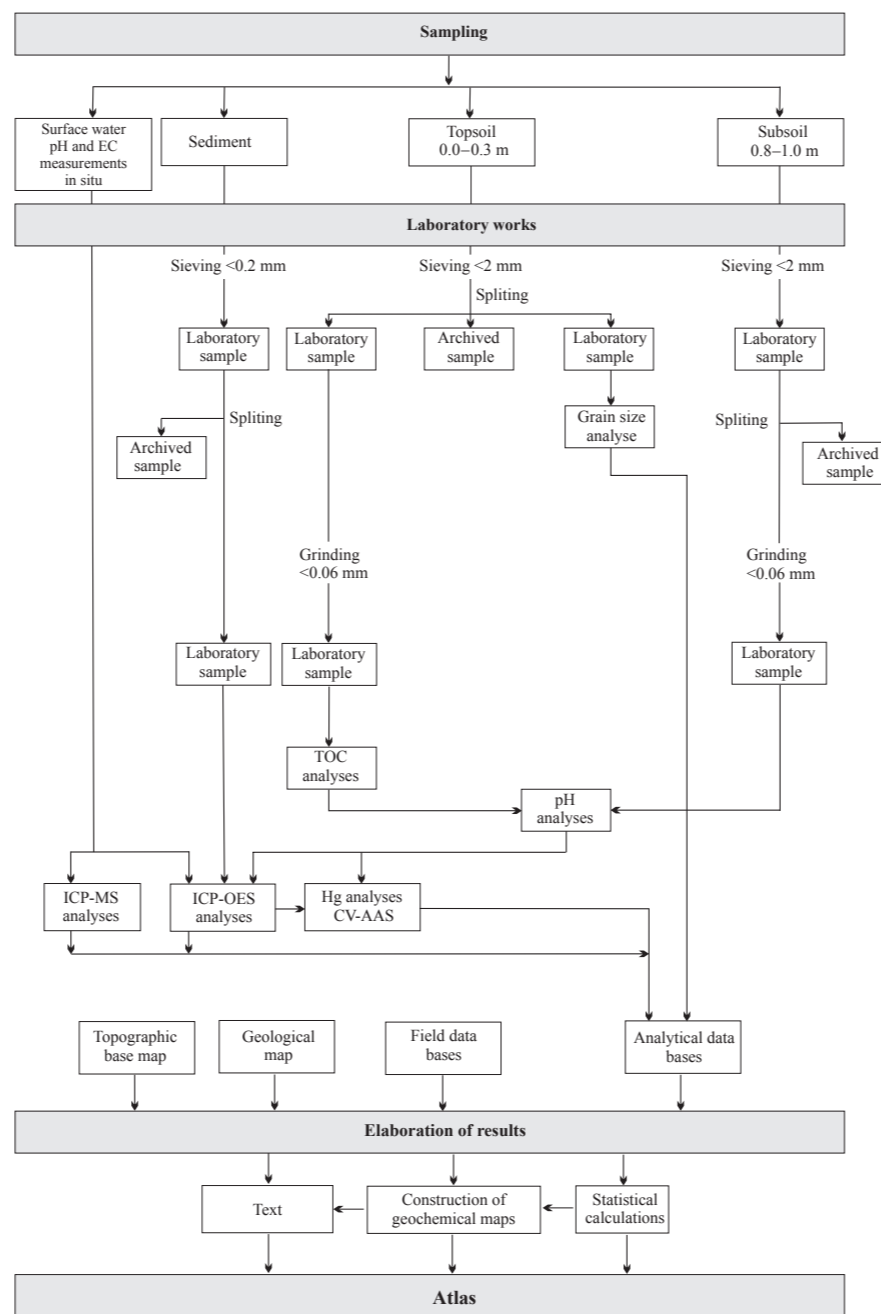 Sampling
Surface water
pH and EC
measurements
in situ
Sediment
Topsoil
0.0–0.3 m
Subsoil
0.8–1.0 m
Laboratory works
Sieving <0.2 mm
Sieving <2 mm
Sieving <2 mm
Spliting
Laboratory
sample
Laboratory
sample
Archived
sample
Laboratory
sample
Laboratory
sample
Spliting
Grain size
analyse
Spliting
Archived
sample
Archived
sample
Grinding
<0.06 mm
Grinding
<0.06 mm
Laboratory
sample
Laboratory
sample
Laboratory
sample
TOC
analyses
pH
analyses
ICP-MS
analyses
ICP-OES
analyses
Hg analyses
CV-AAS
Topographic
base map
Geological
map
Field data
bases
Analytical data
bases
Elaboration of results
Text
Construction of
geochemical maps
Statistical
calculations
Atlas